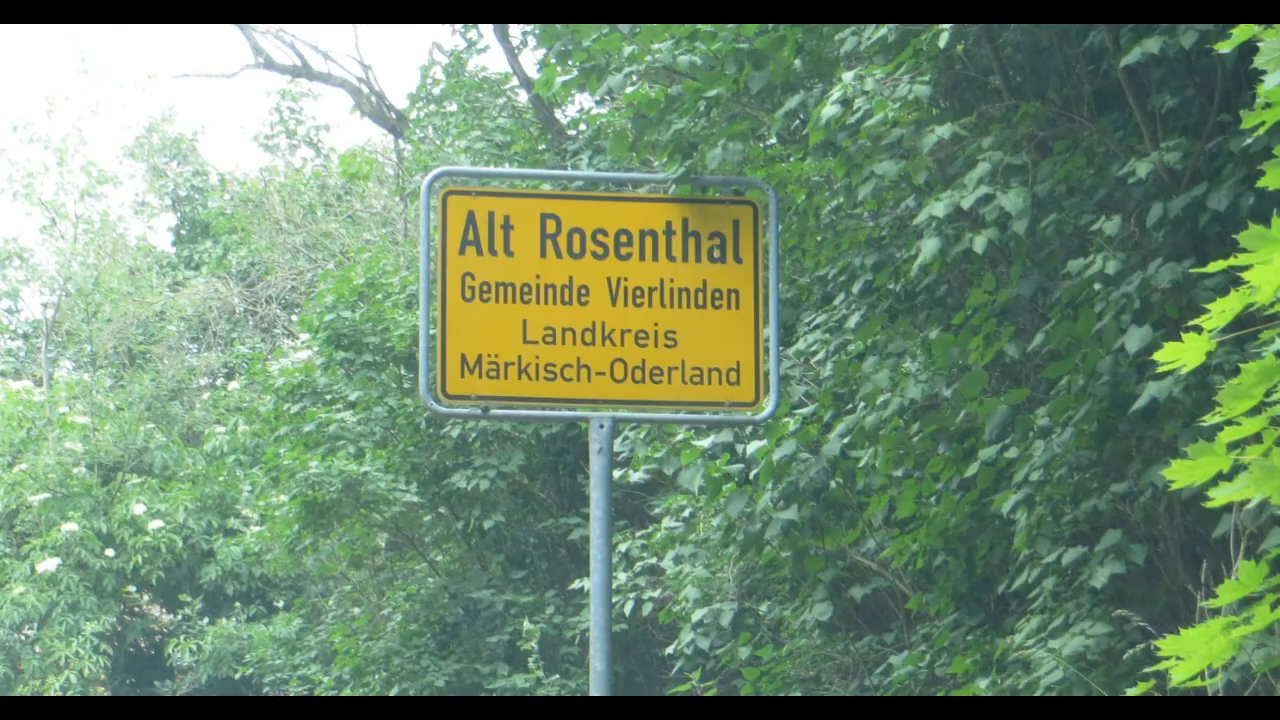 Alt Rosenthal
Gemeinde Vierlinden
Landkreis
Märkisch-Oderland